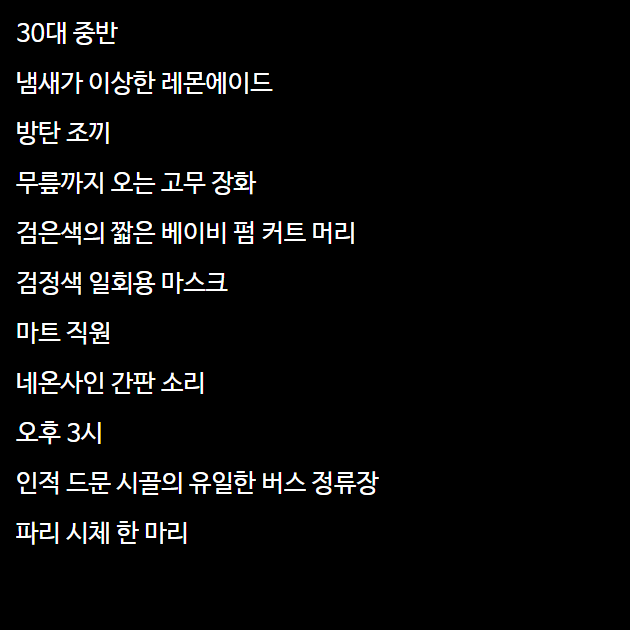 30대 중반
냄새가 이상한 레몬에이드
방탄 조끼
무릎까지 오는 고무 장화
검은색의 짧은 베이비 펌 커트 머리
검정색 일회용 마스크
마트 직원
네온사인 간판 소리
오후 3시
인적 드문 시골의 유일한 버스 정류장
파리 시체 한 마리